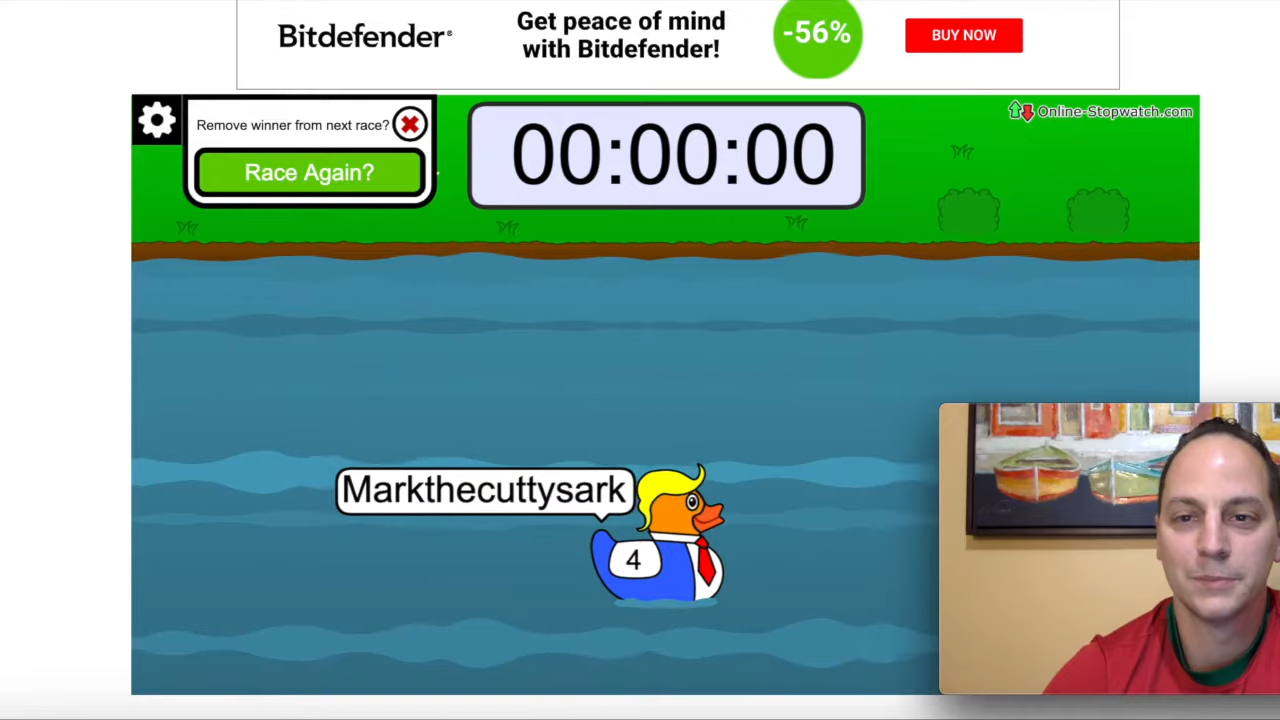 Bitdefender®
Get peace of mind
with Bitdefender!
-56%
BUY NOW
Remove winner from next race?
Race Again?
00:00:00
Online-Stopwatch.com
Markthecuttysark
4